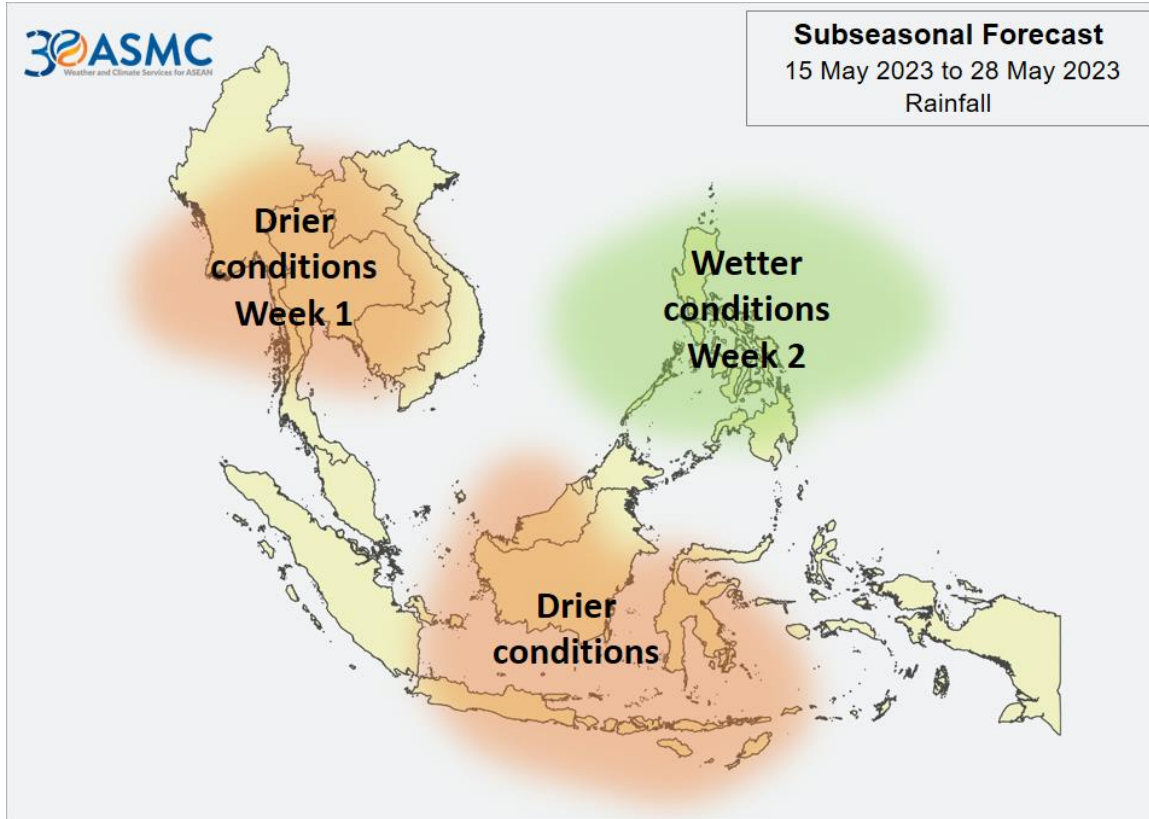 30 ASMC
Weather and Climate Services for ASEAN
Subseasonal Forecast
15 May 2023 to 28 May 2023
Rainfall
Drier
conditions
Week 1
Wetter
conditions
Week 2
Drier
conditions